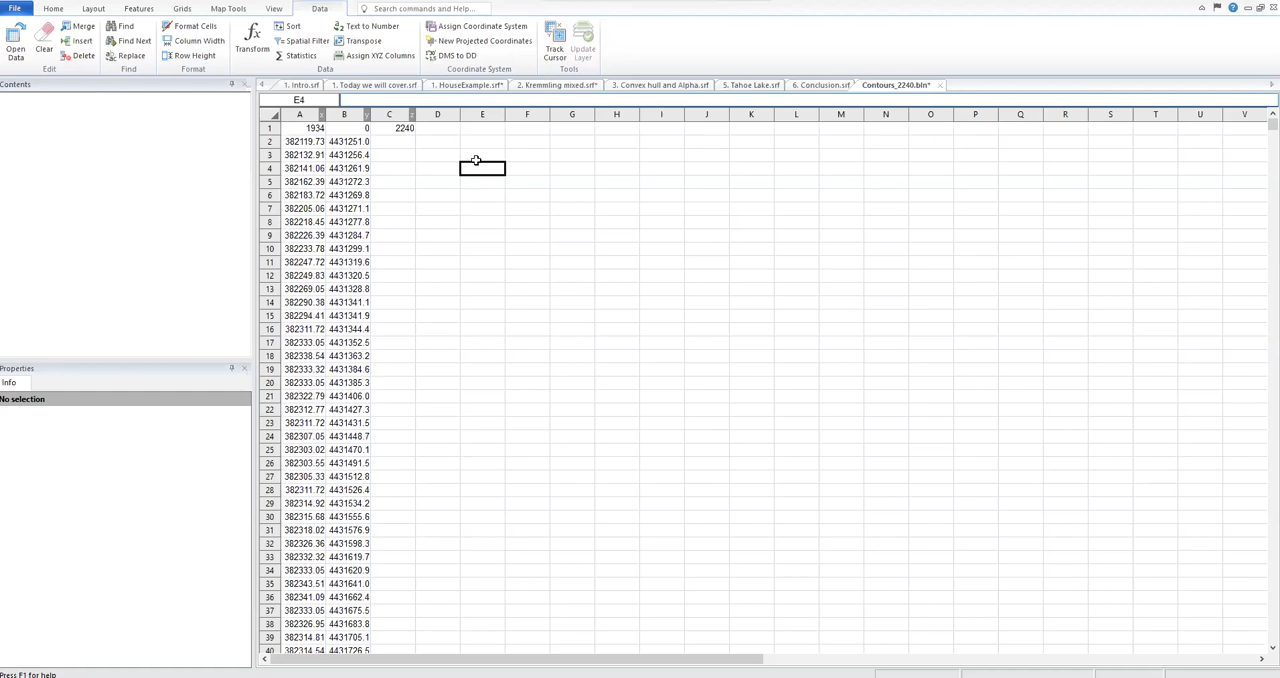 File Home Layout Features Grids Map Tools View Data Search commands and Help...
Open Data Clear Merge Insert Delete Edit
Find Find Next Replace Find
Format Cells Column Width Row Height Format
Transform Sort Spatial Filter Statistics Text to Number Transpose Assign XYZ Columns Data
Assign Coordinate System New Projected Coordinates DMS to DD Coordinate System
Track Cursor Update Layer Tools
Contents
1. Intro.srf 1. Today we will cover.srf 1. HouseExample.srf* 2. Kremmling mixed.srf* 3. Convex hull and Alpha.srf 5. Tahoe Lake.srf 6. Conclusion.srf Contours_2240.bln*
E4
A x B y C z D E F G H I J K L M N O P Q R S T U V
1 1934 0 2240
2 382119.73 4431251.0
3 382132.91 4431256.4
4 382141.06 4431261.9
5 382162.39 4431272.3
6 382183.72 4431269.8
7 382205.06 4431271.1
8 382218.45 4431277.8
9 382226.39 4431284.7
10 382233.78 4431299.1
11 382247.72 4431319.6
12 382249.83 4431320.5
13 382269.05 4431328.8
14 382290.38 4431341.1
15 382294.41 4431341.9
16 382311.72 4431344.4
17 382333.05 4431352.5
18 382338.54 4431363.2
19 382333.32 4431384.6
20 382333.05 4431385.3
21 382322.79 4431406.0
22 382312.77 4431427.3
23 382311.72 4431431.5
24 382307.05 4431448.7
25 382303.02 4431470.1
26 382303.55 4431491.5
27 382305.33 4431512.8
28 382311.72 4431526.4
29 382314.92 4431534.2
30 382315.68 4431555.6
31 382318.02 4431576.9
32 382326.36 4431598.3
33 382332.32 4431619.7
34 382333.05 4431620.9
35 382343.51 4431641.0
36 382341.09 4431662.4
37 382333.05 4431675.5
38 382326.95 4431683.8
39 382314.81 4431705.1
40 382314.54 4431726.5
Properties
Info
No selection
Press F1 for help